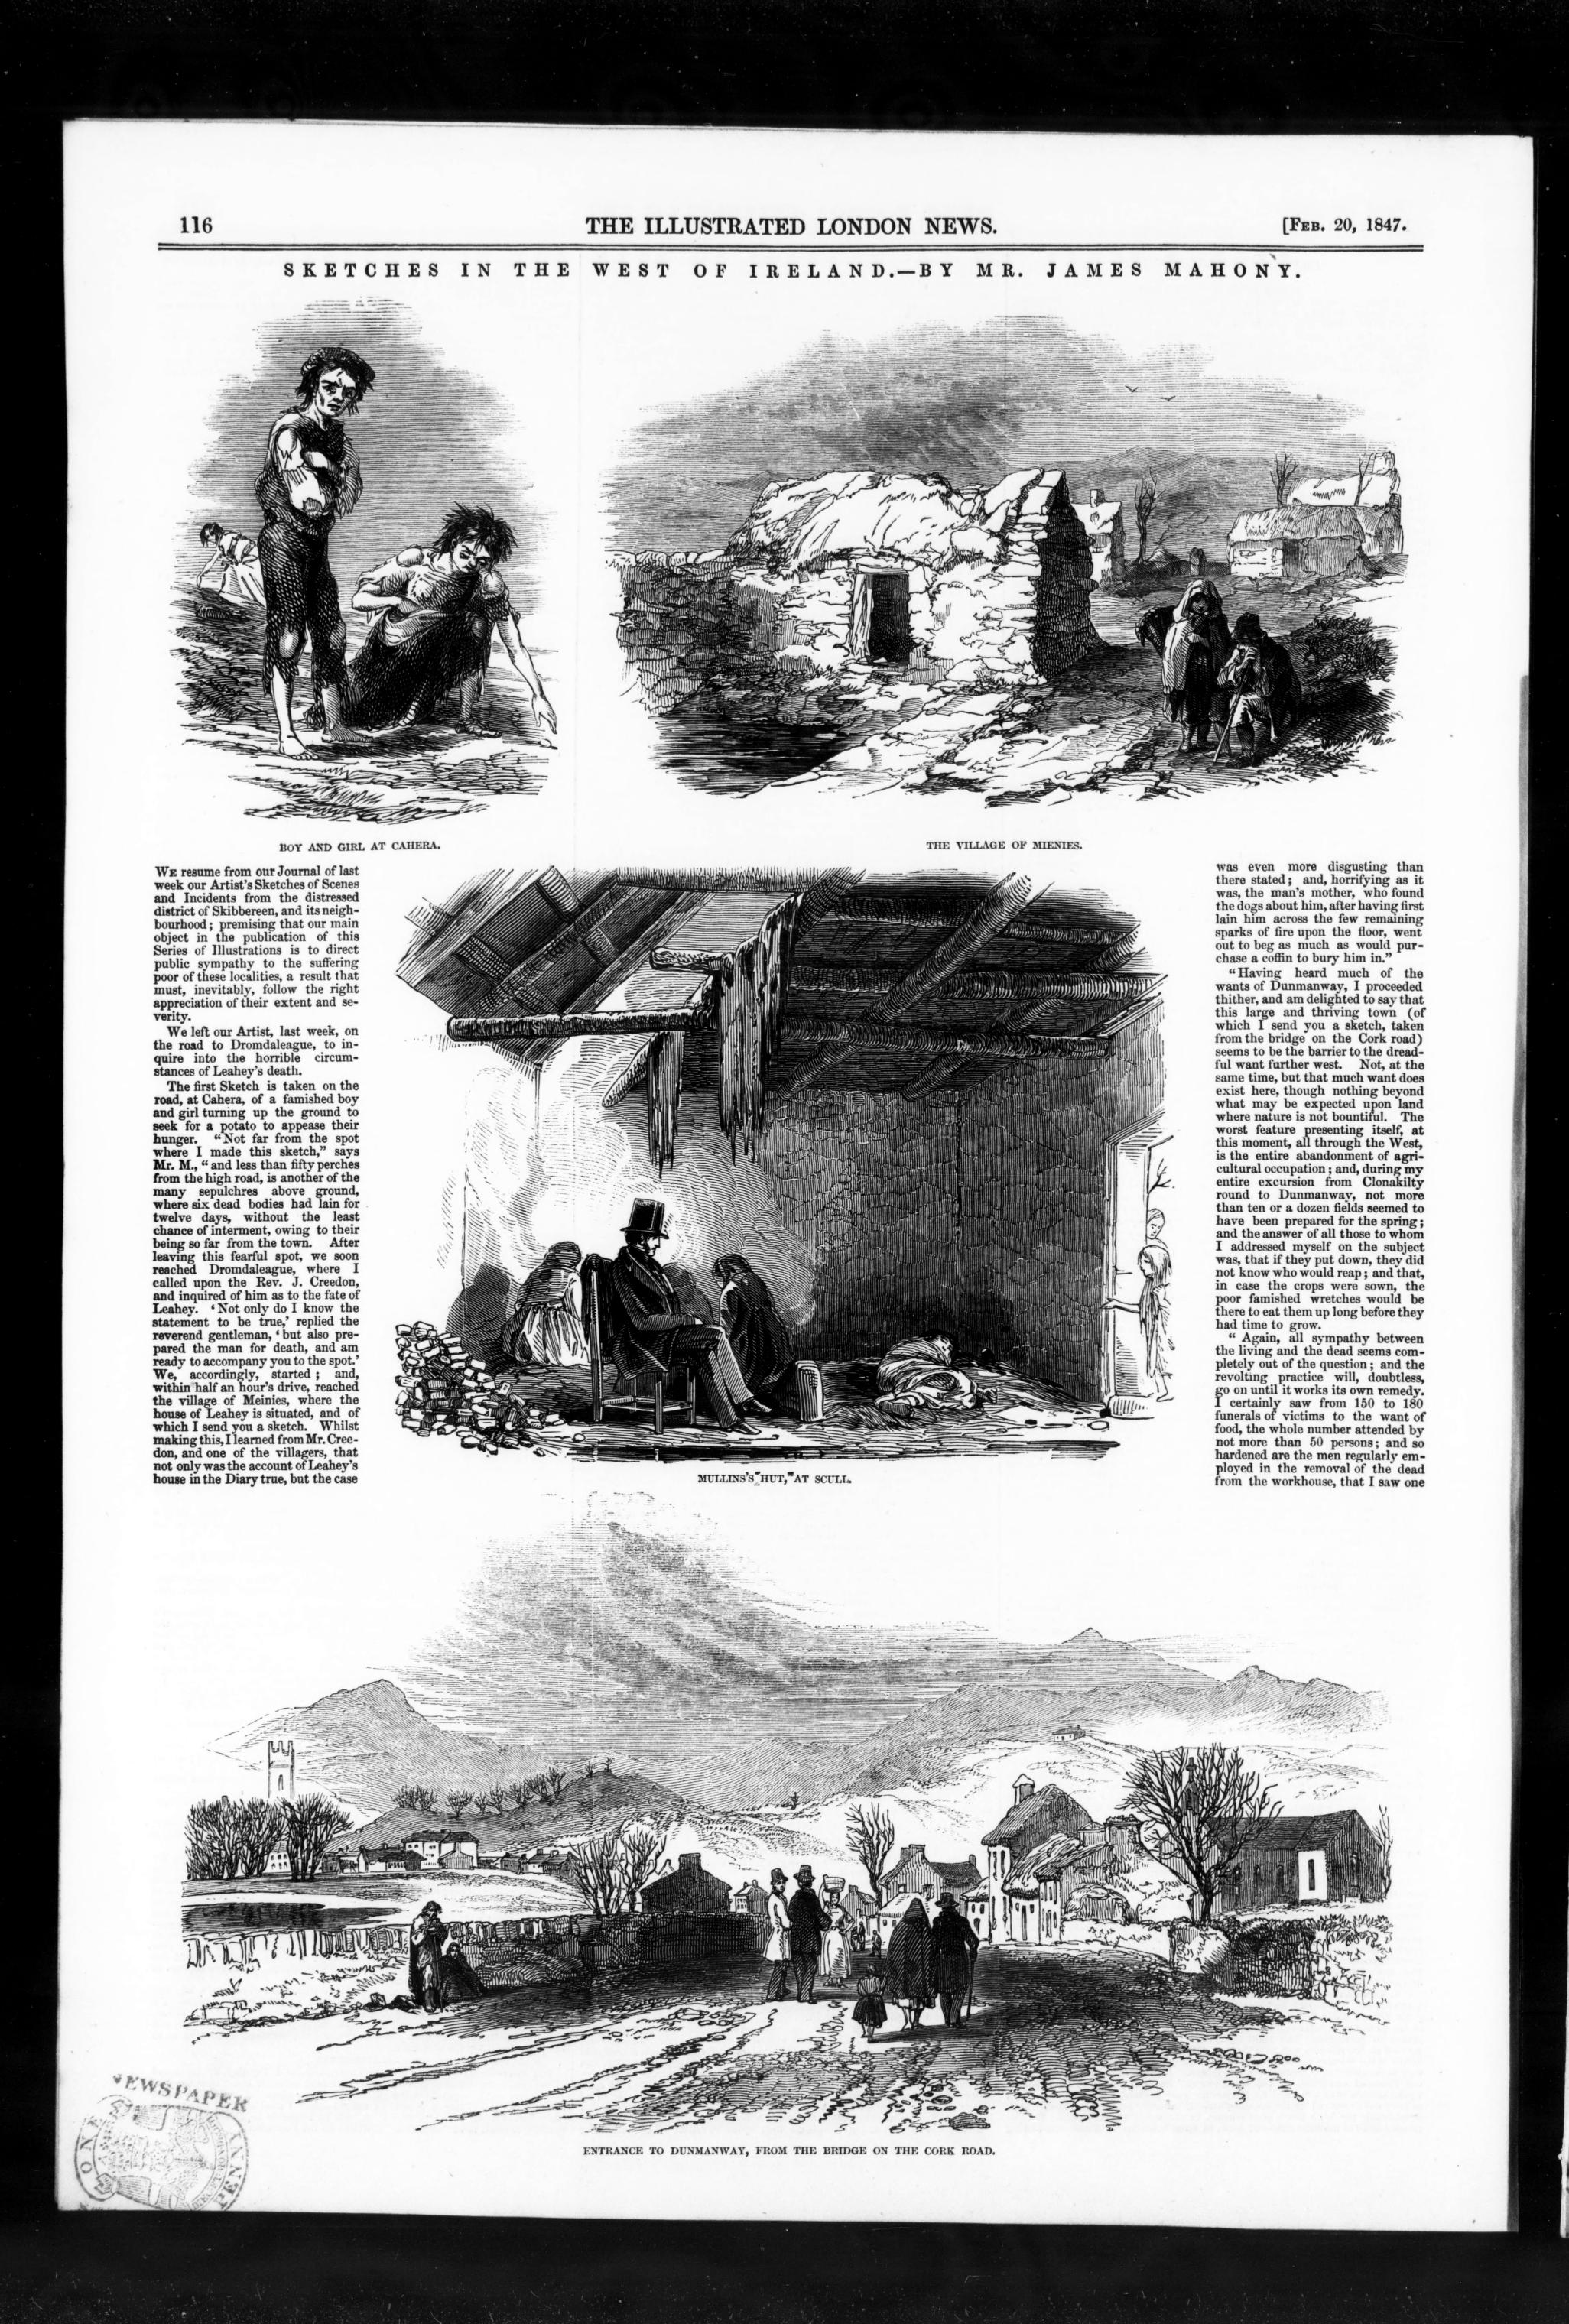 116
THE ILLUSTRATED LONDON NEWS.
[FEB. 20, 1847.
SKETCHES IN THE WEST OF IRELAND.—BY MR. JAMES MAHONY.
BOY AND GIRL AT CAHERA.
THE VILLAGE OF MIENIES.
WE resume from our Journal of last
week our Artist's Sketches of Scenes
and Incidents from the distressed
district of Skibbereen, and its neigh-
bourhood; premising that our main
object in the publication of this
Series of Illustrations is to direct
public sympathy to the suffering
poor of these localities, a result that
must, inevitably, follow the right
appreciation of their extent and se-
verity.
We left our Artist, last week, on
the road to Dromdaleague, to in-
quire into the horrible circum-
stances of Leahey's death.
The first Sketch is taken on the
road, at Cahera, of a famished boy
and girl turning up the ground to
seek for a potato to appease their
hunger. "Not far from the spot
where I made this sketch," says
Mr. M., "and less than fifty perches
from the high road, is another of the
many sepulchres above ground,
where six dead bodies had lain for
twelve days, without the least
chance of interment, owing to their
being so far from the town. After
leaving this fearful spot, we soon
reached Dromdaleague, where I
called upon the Rev. J. Creedon,
and inquired of him as to the fate of
Leahey. 'Not only do I know the
statement to be true,' replied the
reverend gentleman, 'but also pre-
pared the man for death, and am
ready to accompany you to the spot.'
We, accordingly, started; and,
within half an hour's drive, reached
the village of Meinies, where the
house of Leahey is situated, and of
which I send you a sketch. Whilst
making this, I learned from Mr. Cree-
don, and one of the villagers, that
not only was the account of Leahey's
house in the Diary true, but the case
MULLINS'S HUT, AT SCULL.
was even more disgusting than
there stated; and, horrifying as it
was, the man's mother, who found
the dogs about him, after having first
lain him across the few remaining
sparks of fire upon the floor, went
out to beg as much as would pur-
chase a coffin to bury him in."
"Having heard much of the
wants of Dunmanway, I proceeded
thither, and am delighted to say that
this large and thriving town (of
which I send you a sketch, taken
from the bridge on the Cork road)
seems to be the barrier to the dread-
ful want further west. Not, at the
same time, but that much want does
exist here, though nothing beyond
what may be expected upon land
where nature is not bountiful. The
worst feature presenting itself, at
this moment, all through the West,
is the entire abandonment of agri-
cultural occupation; and, during my
entire excursion from Clonakilty
round to Dunmanway, not more
than ten or a dozen fields seemed to
have been prepared for the spring;
and the answer of all those to whom
I addressed myself on the subject
was, that if they put down, they did
not know who would reap; and that,
in case the crops were sown, the
poor famished wretches would be
there to eat them up long before they
had time to grow.
"Again, all sympathy between
the living and the dead seems com-
pletely out of the question; and the
revolting practice will, doubtless,
go on until it works its own remedy.
I certainly saw from 150 to 180
funerals of victims to the want of
food, the whole number attended by
not more than 50 persons; and so
hardened are the men regularly em-
ployed in the removal of the dead
from the workhouse, that I saw one
ENTRANCE TO DUNMANWAY, FROM THE BRIDGE ON THE CORK ROAD.
NEWSPAPER
ONE
PENNY